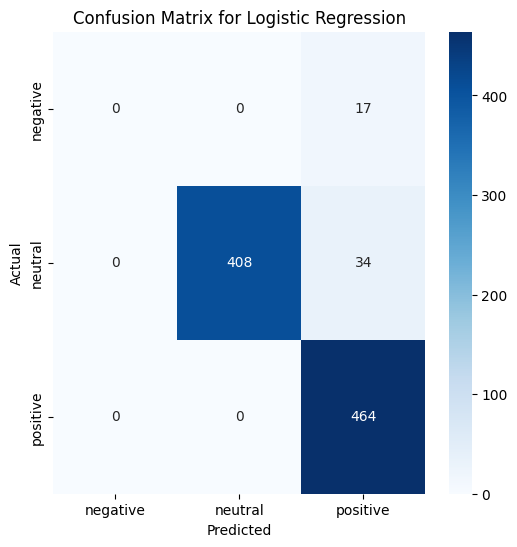 Confusion Matrix for Logistic Regression
Actual
negative
neutral
positive
0 0 17
0 408 34
0 0 464
negative neutral positive
Predicted
400
300
200
100
0